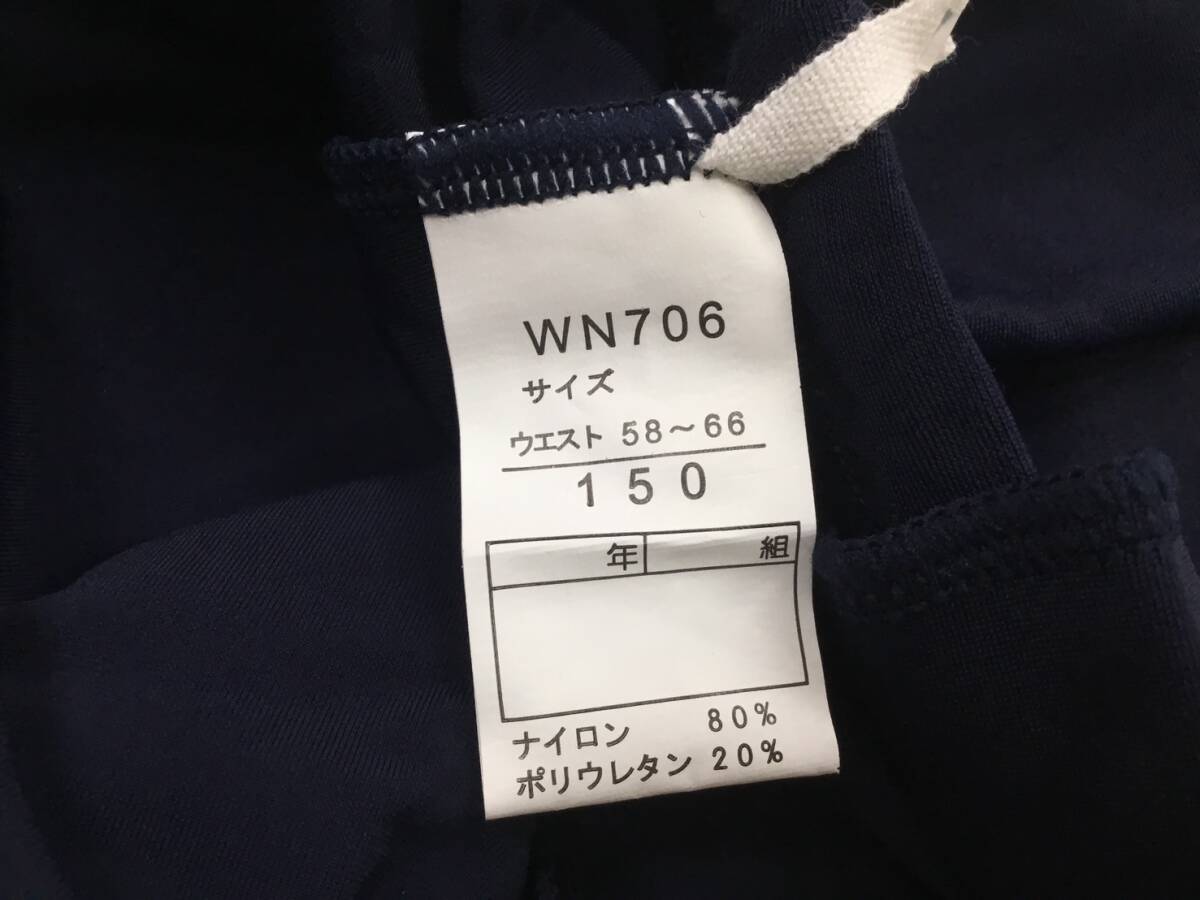 WN706
サイズ
ウエスト 58～66
150
年 組
ナイロン 80%
ポリウレタン 20%